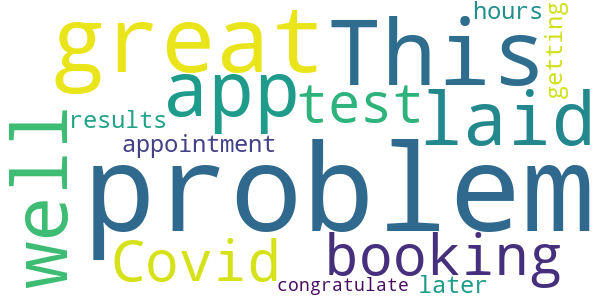 hours
great This getting
app test laid
results
appointment
well problem
Covid booking
congratulate later